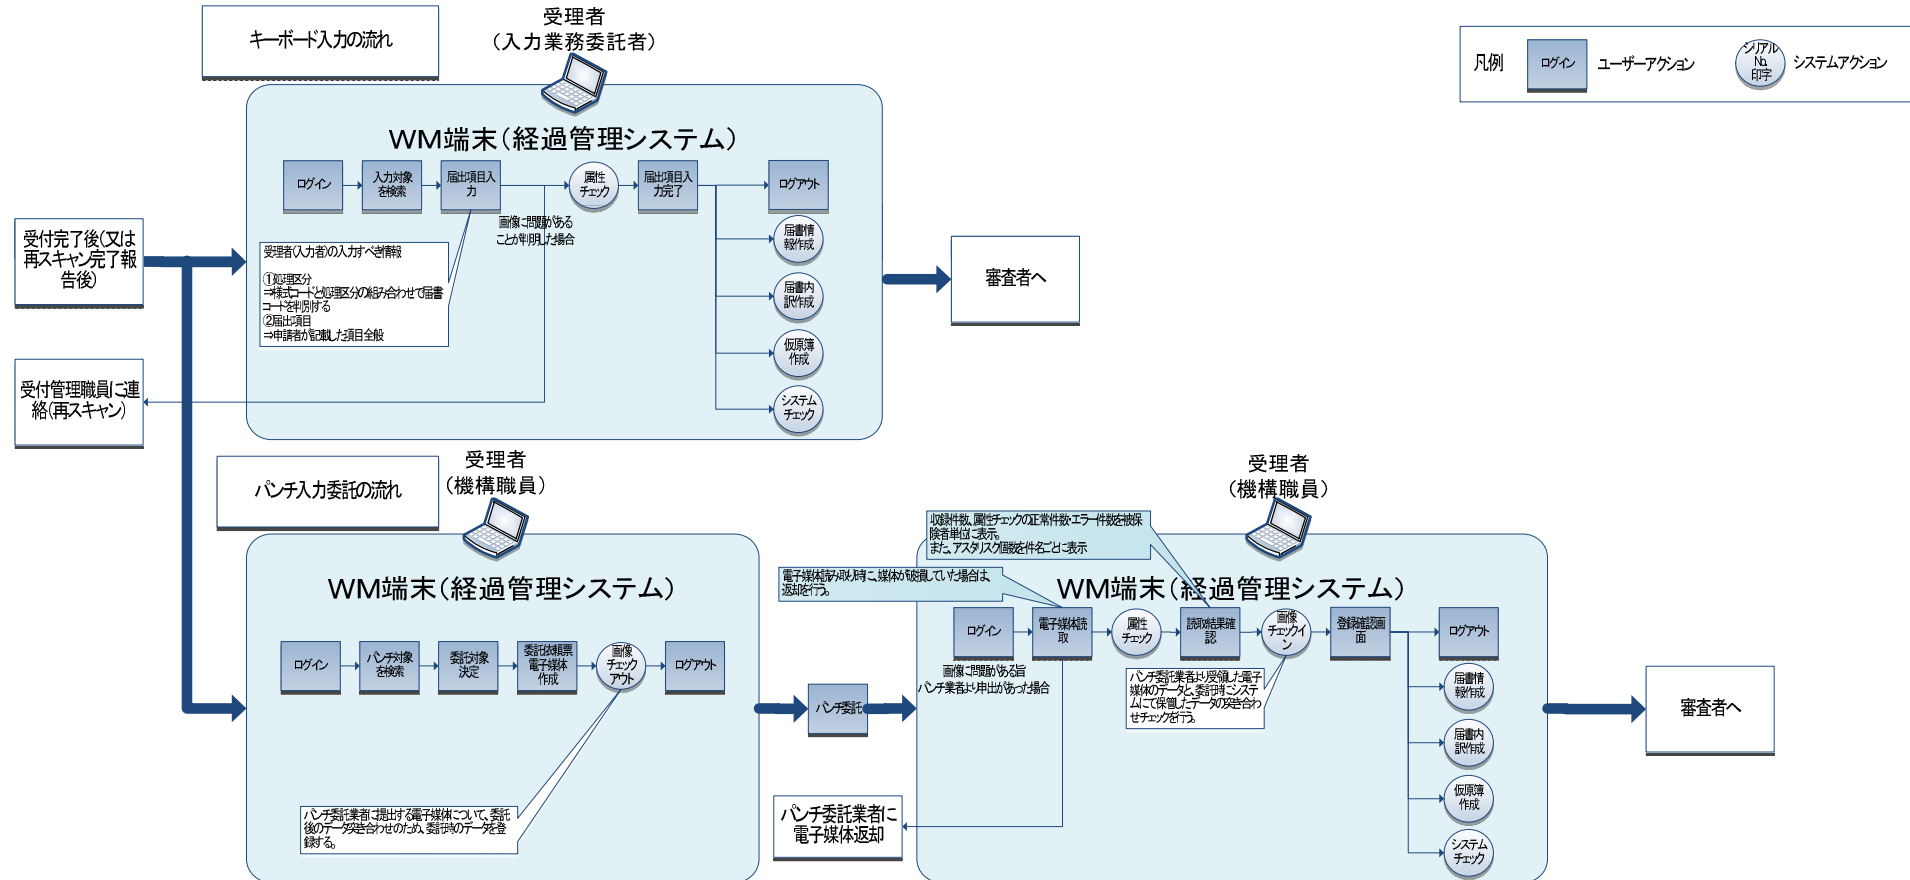 キーボード入力の流れ
受理者
（入力業務委託者）
凡例
ログイン
ユーザーアクション
シリアル
No.
印字
システムアクション
WM端末（経過管理システム）
ログイン
入力対象
を検索
届出項目入
力
属性
チェック
届出項目入
力完了
ログアウト
画像に問題がある
ことが判明した場合
届書情
報作成
届書内
訳作成
仮原簿
作成
システム
チェック
受理者(入力者)の入力すべき情報
①処理区分
⇒様式コードと処理区分の組み合わせで届書
コードを判別する
②届出項目
⇒申請者が記載した項目全般
受付完了後(又は
再スキャン完了報
告後)
審査者へ
受付管理職員に連
絡(再スキャン)
パンチ入力委託の流れ
受理者
（機構職員）
WM端末（経過管理システム）
ログイン
パンチ対象
を検索
委託対象
決定
委託依頼票
電子媒体
作成
画像
チェック
アウト
ログアウト
パンチ委託業者に提出する電子媒体について、委託
後のデータ突き合わせのため、委託時のデータを登
録する。
パンチ委託
パンチ委託業者に
電子媒体返却
受理者
（機構職員）
収録件数、属性チェックの正常件数・エラー件数を被保
険者単位に表示。
また、アスタリスク個数を件名ごとに表示
電子媒体読み取り時に、媒体が破損していた場合は、
返却を行う。
WM端末（経過管理システム）
ログイン
電子媒体読
取
属性
チェック
読取結果確
認
画像
チェックイ
ン
登録確認画
面
ログアウト
画像に問題がある旨
パンチ業者より申出があった場合
パンチ委託業者より受領した電子
媒体のデータと、委託時にシステ
ムにて保管したデータの突き合わ
せチェックを行う。
届書情
報作成
届書内
訳作成
仮原簿
作成
システム
チェック
審査者へ